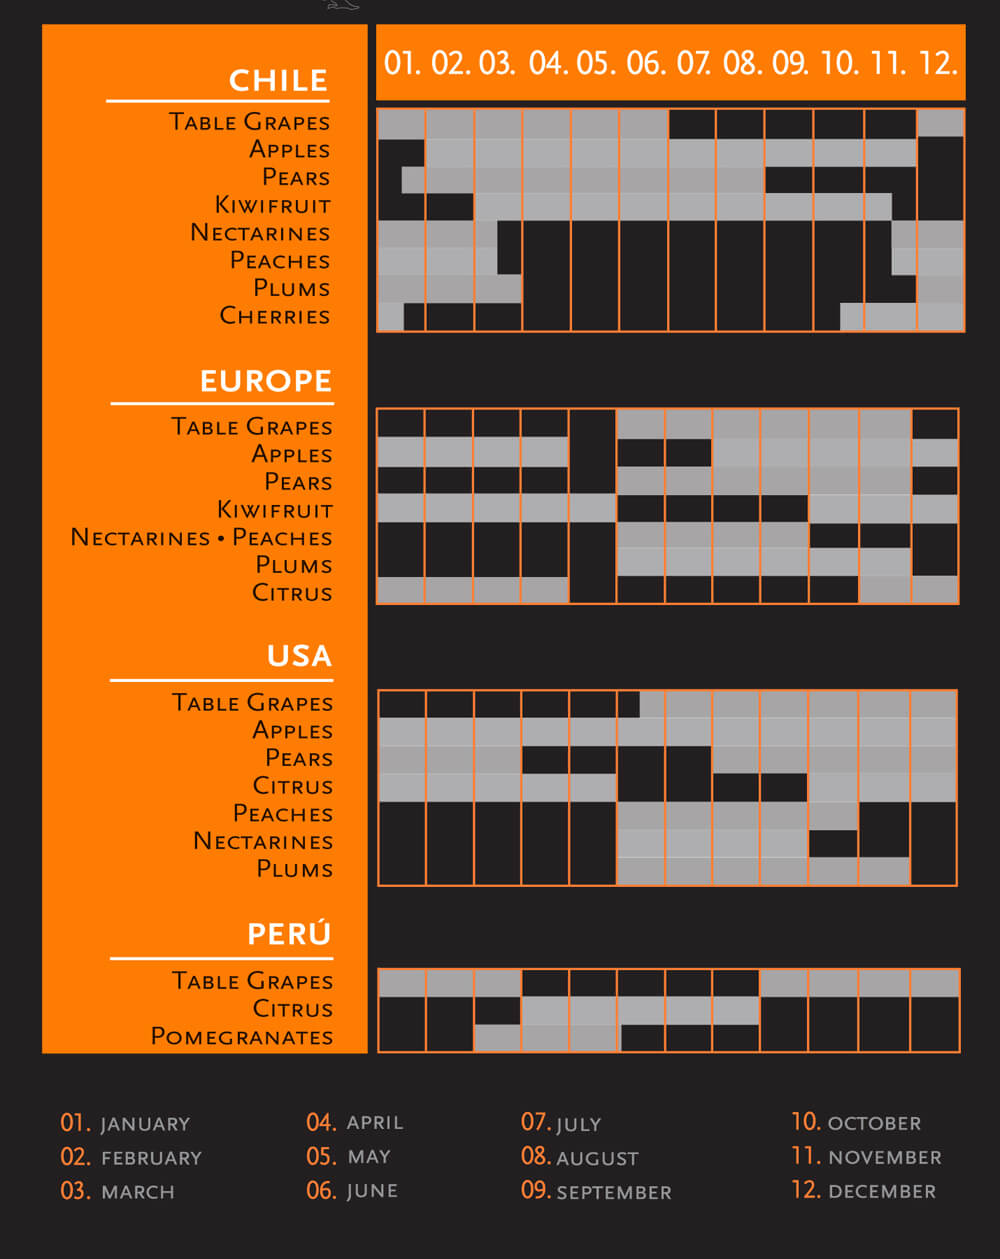 CHILE
01. 02. 03. 04. 05. 06. 07. 08. 09. 10. 11. 12.
TABLE GRAPES
APPLES
PEARS
KIWIFRUIT
NECTARINES
PEACHES
PLUMS
CHERRIES
EUROPE
TABLE GRAPES
APPLES
PEARS
KIWIFRUIT
NECTARINES • PEACHES
PLUMS
CITRUS
USA
TABLE GRAPES
APPLES
PEARS
CITRUS
PEACHES
NECTARINES
PLUMS
PERÚ
TABLE GRAPES
CITRUS
POMEGRANATES
01. JANUARY 04. APRIL 07. JULY 10. OCTOBER
02. FEBRUARY 05. MAY 08. AUGUST 11. NOVEMBER
03. MARCH 06. JUNE 09. SEPTEMBER 12. DECEMBER